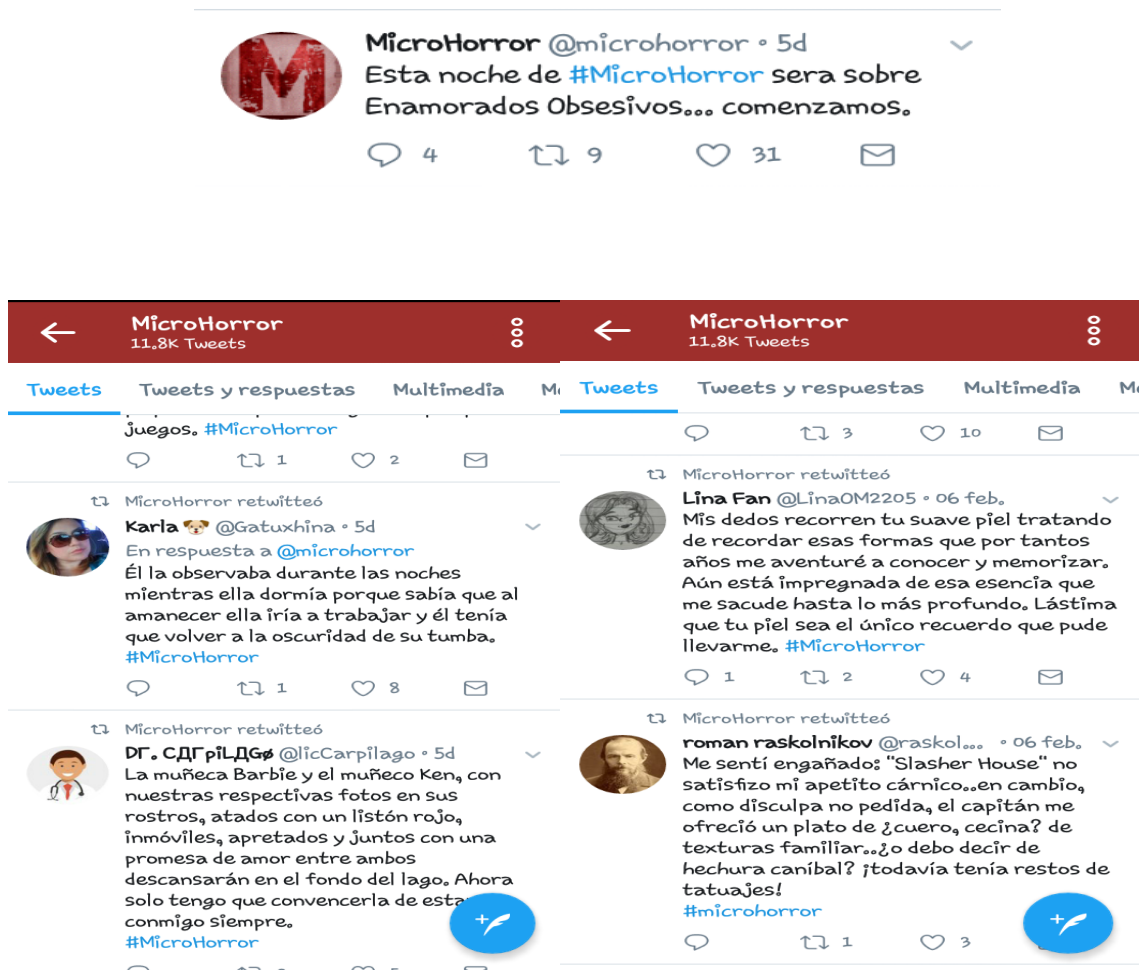 MicroHorror @microhorror • 5d
Esta noche de #MicroHorror sera sobre
Enamorados Obsesivos... comenzamos.
4 9 31
MicroHorror
11.8K Tweets
Tweets Tweets y respuestas Multimedia
juegos. #MicroHorror
1 2
MicroHorror retwitteó
Karla @Gatuxhina • 5d
En respuesta a @microhorror
Él la observaba durante las noches
mientras ella dormía porque sabía que al
amanecer ella iría a trabajar y él tenía
que volver a la oscuridad de su tumba.
#MicroHorror
1 8
MicroHorror retwitteó
DГ. CДГpiLДGø @licCarpilago • 5d
La muñeca Barbie y el muñeco Ken, con
nuestras respectivas fotos en sus
rostros, atados con un listón rojo,
inmóviles, apretados y juntos con una
promesa de amor entre ambos
descansarán en el fondo del lago. Ahora
solo tengo que convencerla de esta
conmigo siempre.
#MicroHorror
MicroHorror
11.8K Tweets
Tweets Tweets y respuestas Multimedia
3 10
MicroHorror retwitteó
Lina Fan @LinaOM2205 • 06 feb.
Mis dedos recorren tu suave piel tratando
de recordar esas formas que por tantos
años me aventuré a conocer y memorizar.
Aún está impregnada de esa esencia que
me sacude hasta lo más profundo. Lástima
que tu piel sea el único recuerdo que pude
llevarme. #MicroHorror
1 2 4
MicroHorror retwitteó
roman raskolnikov @raskol... • 06 feb.
Me sentí engañado: "Slasher House" no
satisfizo mi apetito cárnico..en cambio,
como disculpa no pedida, el capitán me
ofreció un plato de ¿cuero, cecina? de
texturas familiar..¿o debo decir de
hechura caníbal? ¡todavía tenía restos de
tatuajes!
#microhorror
1 3